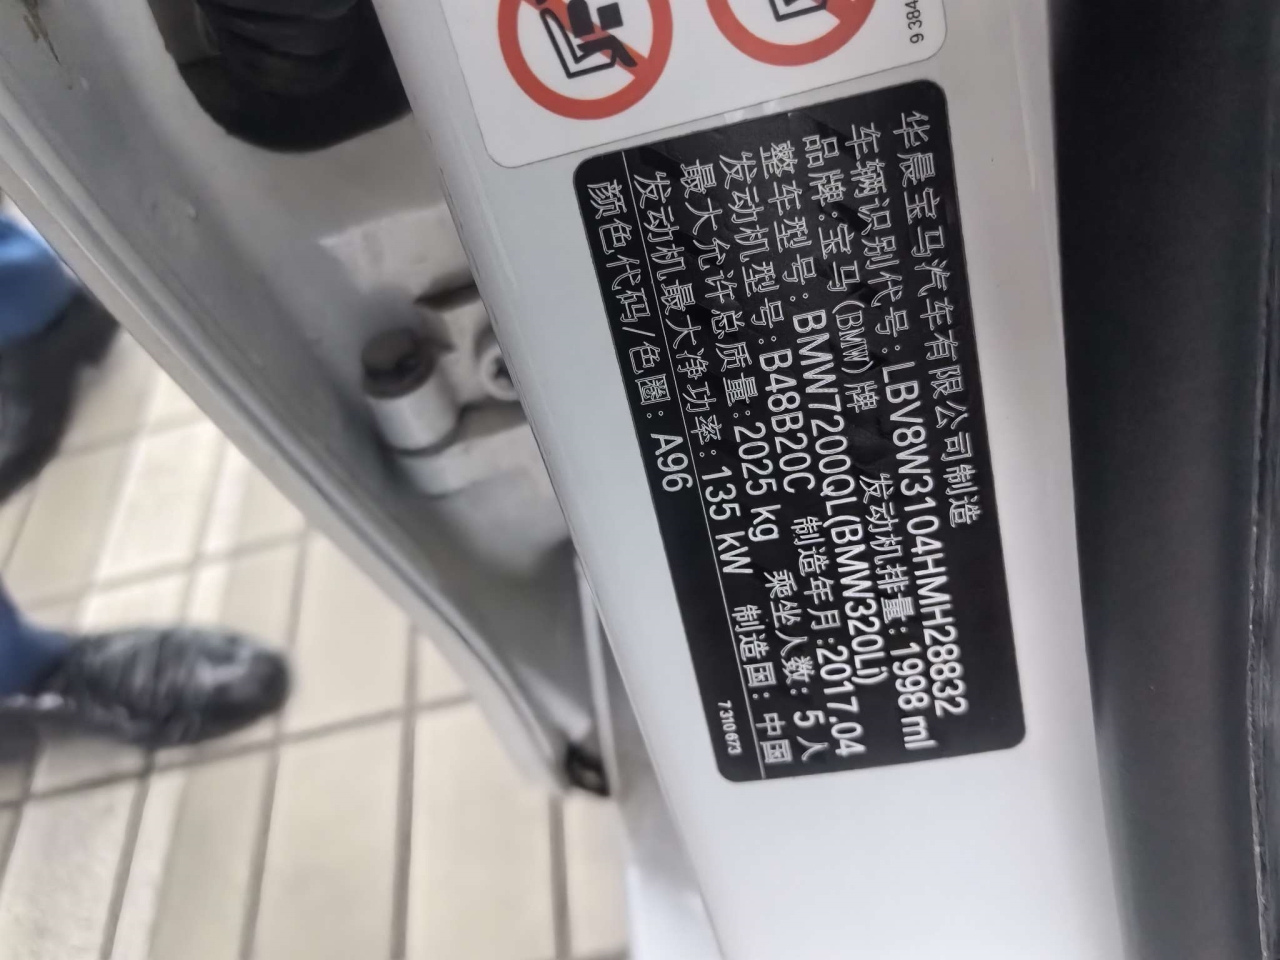 9 384
华晨宝马汽车有限公司制造
车辆识别代号:LBV8W3104HMH28832
品牌:宝马(BMW)牌 发动机排量:1998 ml
整车型号:BMW7200QL(BMW320Li)
发动机型号:B48B20C 制造年月:2017.04
最大允许总质量:2025 kg 乘坐人数:5人
发动机最大净功率:135 kW 制造国:中国
颜色代码/色圈:A96
7310673